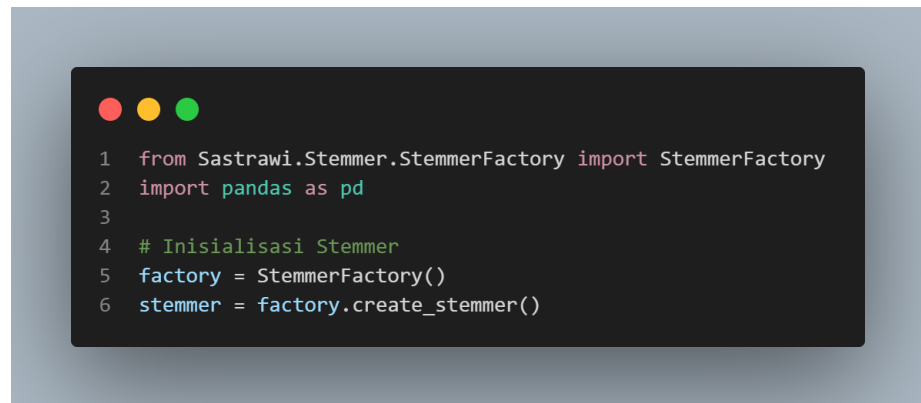 1 from Sastrawi.Stemmer.StemmerFactory import StemmerFactory
2 import pandas as pd
3
4 # Inisialisasi Stemmer
5 factory = StemmerFactory()
6 stemmer = factory.create_stemmer()